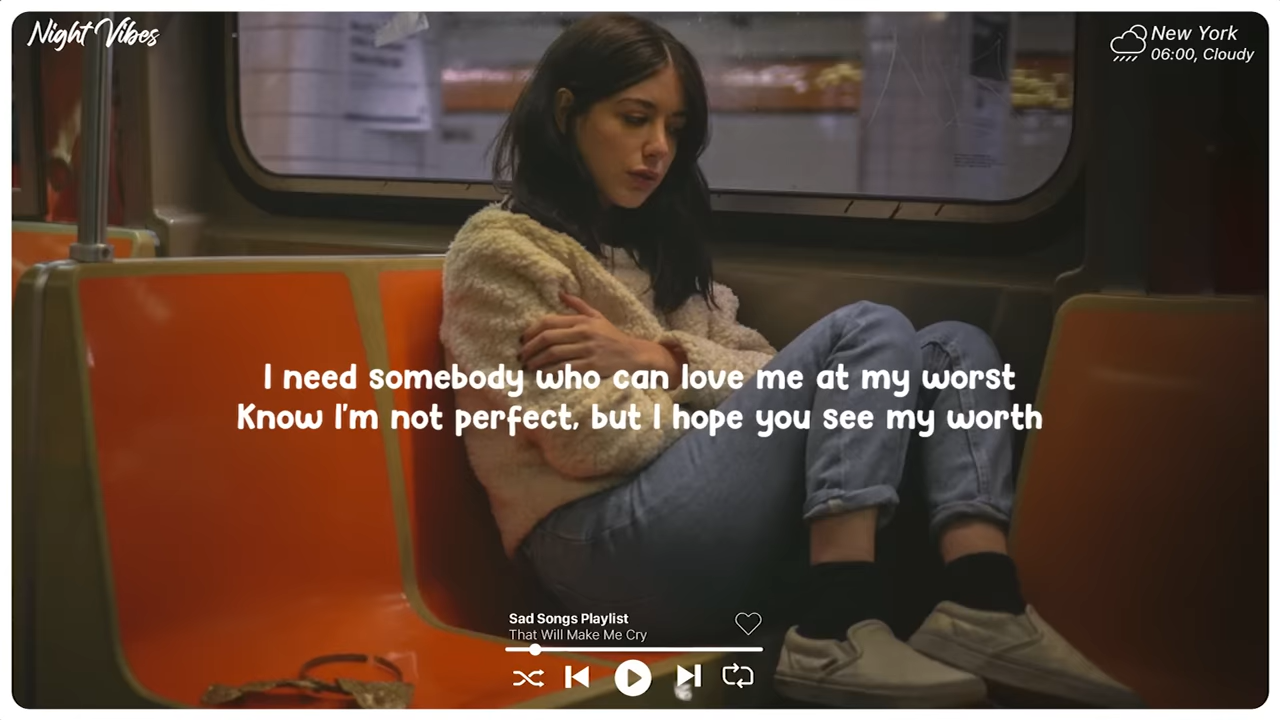 Night Vibes
New York
06:00, Cloudy
I need somebody who can love me at my worst
Know I'm not perfect, but I hope you see my worth
Sad Songs Playlist
That Will Make Me Cry